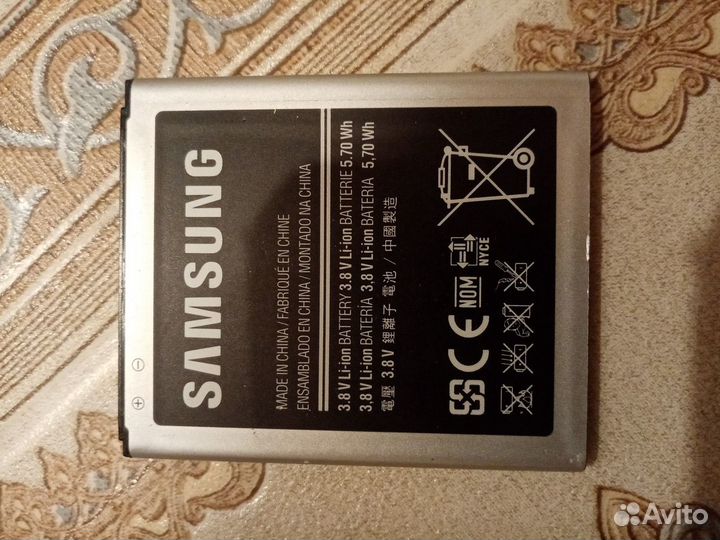 SAMSUNG
MADE IN CHINA / FABRIQUÉ EN CHINE
ENSAMBLADO EN CHINA / MONTADO NA CHINA
3.8 V Li-ion BATTERY 3.8 V Li-ion BATTERIE 5.70 Wh
3,8 V Li-ion BATERÍA 3,8 V Li-ion BATERIA 5,70 Wh
電壓 3.8 V 鋰離子 電池 / 中國製造
CE
NOM
NYCE
Avito